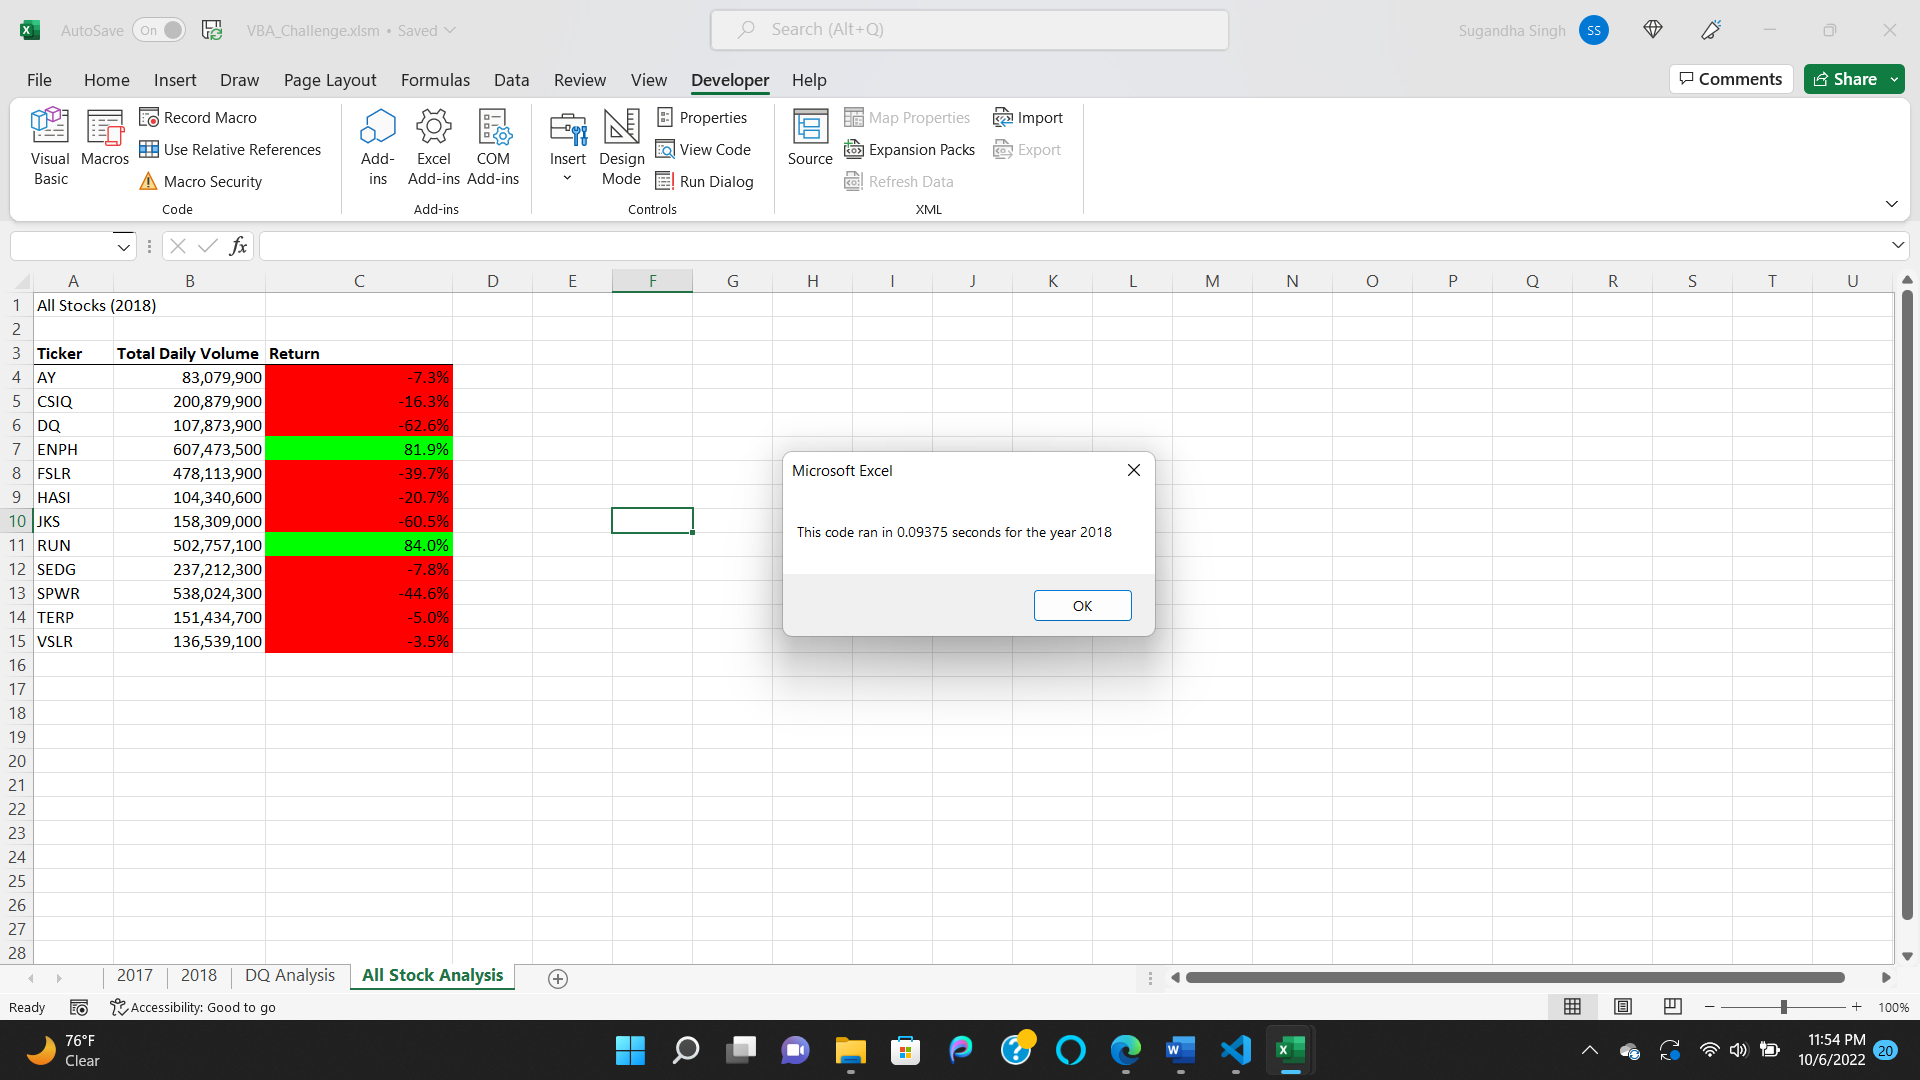 AutoSave On VBA_Challenge.xlsm • Saved Search (Alt+Q) Sugandha Singh SS
File Home Insert Draw Page Layout Formulas Data Review View Developer Help Comments Share
Visual Basic
Macros
Record Macro
Use Relative References
Macro Security
Code
Add-ins
Excel Add-ins
COM Add-ins
Add-ins
Insert
Design Mode
Properties
View Code
Run Dialog
Controls
Source
Map Properties
Expansion Packs
Refresh Data
Import
Export
XML
fx
A B C D E F G H I J K L M N O P Q R S T U
1 All Stocks (2018)
2
3 Ticker Total Daily Volume Return
4 AY 83,079,900 -7.3%
5 CSIQ 200,879,900 -16.3%
6 DQ 107,873,900 -62.6%
7 ENPH 607,473,500 81.9%
8 FSLR 478,113,900 -39.7%
9 HASI 104,340,600 -20.7%
10 JKS 158,309,000 -60.5%
11 RUN 502,757,100 84.0%
12 SEDG 237,212,300 -7.8%
13 SPWR 538,024,300 -44.6%
14 TERP 151,434,700 -5.0%
15 VSLR 136,539,100 -3.5%
16
17
18
19
20
21
22
23
24
25
26
27
28
Microsoft Excel
This code ran in 0.09375 seconds for the year 2018
OK
2017 2018 DQ Analysis All Stock Analysis
Ready Accessibility: Good to go 100%
76°F
Clear
11:54 PM
10/6/2022
20